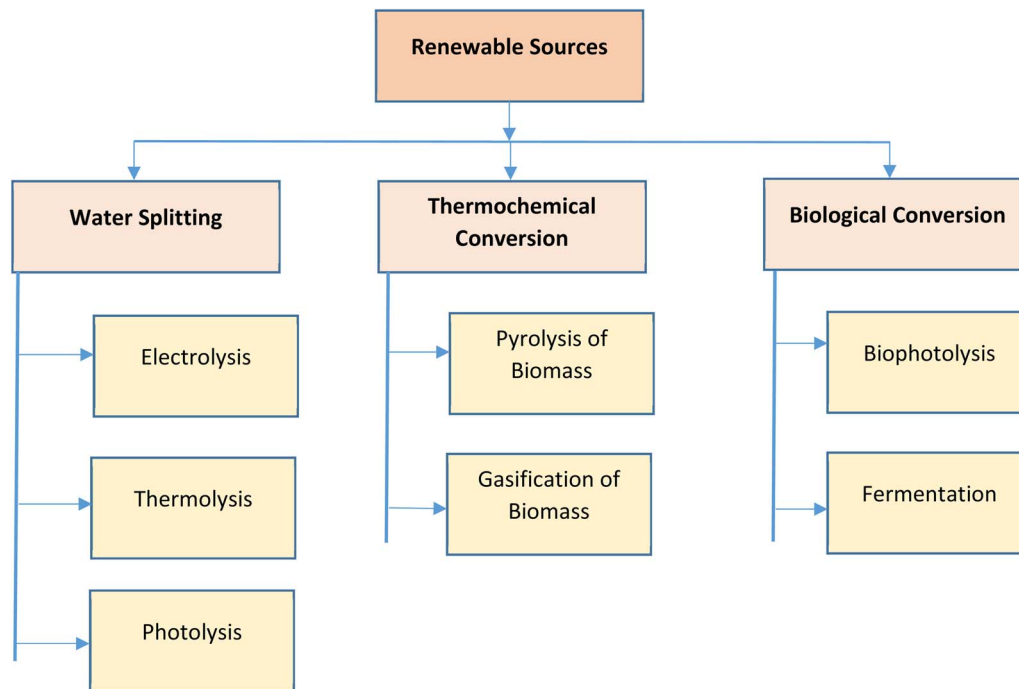 Renewable Sources
Water Splitting
Thermochemical
Conversion
Biological Conversion
Electrolysis
Thermolysis
Photolysis
Pyrolysis of
Biomass
Gasification of
Biomass
Biophotolysis
Fermentation